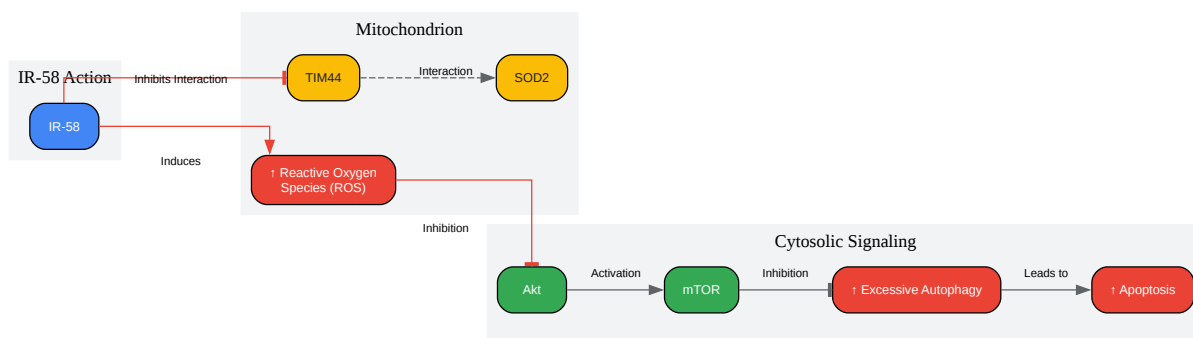 Mitochondrion
IR-58 Action
Inhibits Interaction
TIM44
Interaction
SOD2
IR-58
Induces
↑ Reactive Oxygen
Species (ROS)
Inhibition
Cytosolic Signaling
Akt
Activation
mTOR
Inhibition
↑ Excessive Autophagy
Leads to
↑ Apoptosis